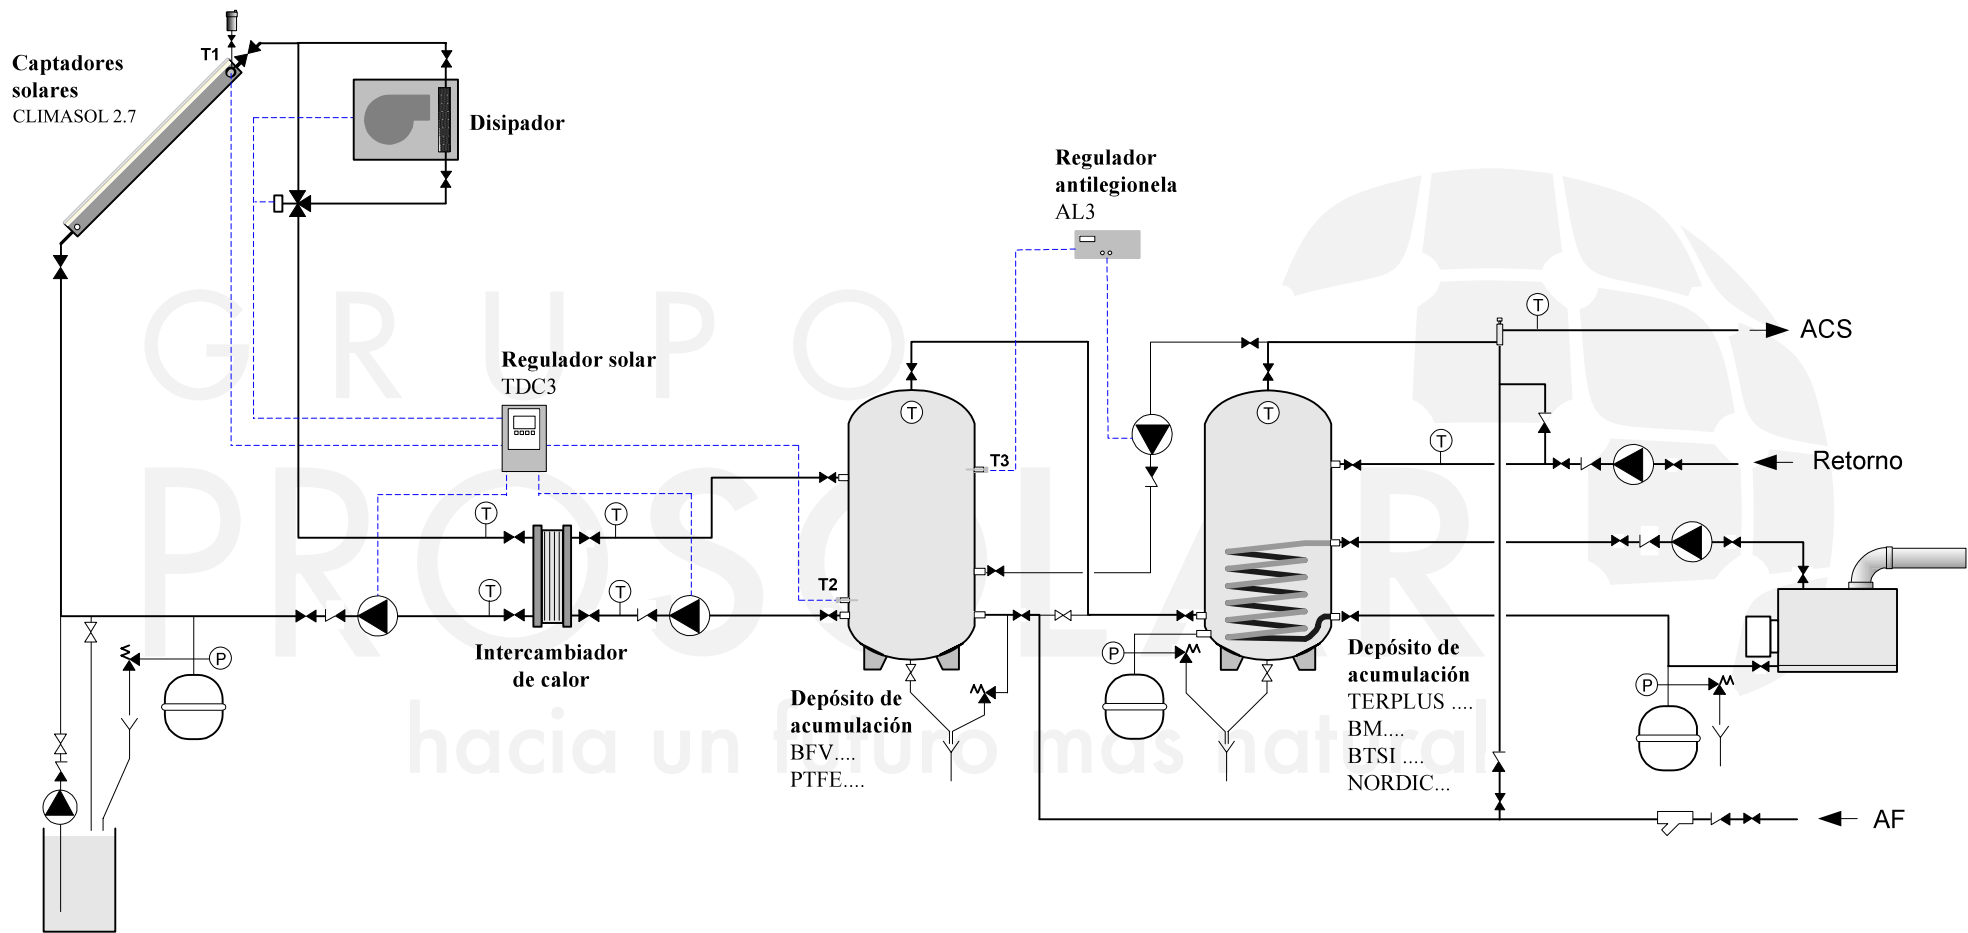 T1
Captadores
solares
CLIMASOL 2.7
Disipador
Regulador
antilegionela
AL3
GRUPO
PROSOLAR
hacia un futuro más natural
T
ACS
Regulador solar
TDC3
T
T
T
Retorno
T3
T
T
T
T
T2
Intercambiador
de calor
P
Depósito de
acumulación
BFV....
PTFE....
P
Depósito de
acumulación
TERPLUS ....
BM....
BTSI ....
NORDIC...
P
AF